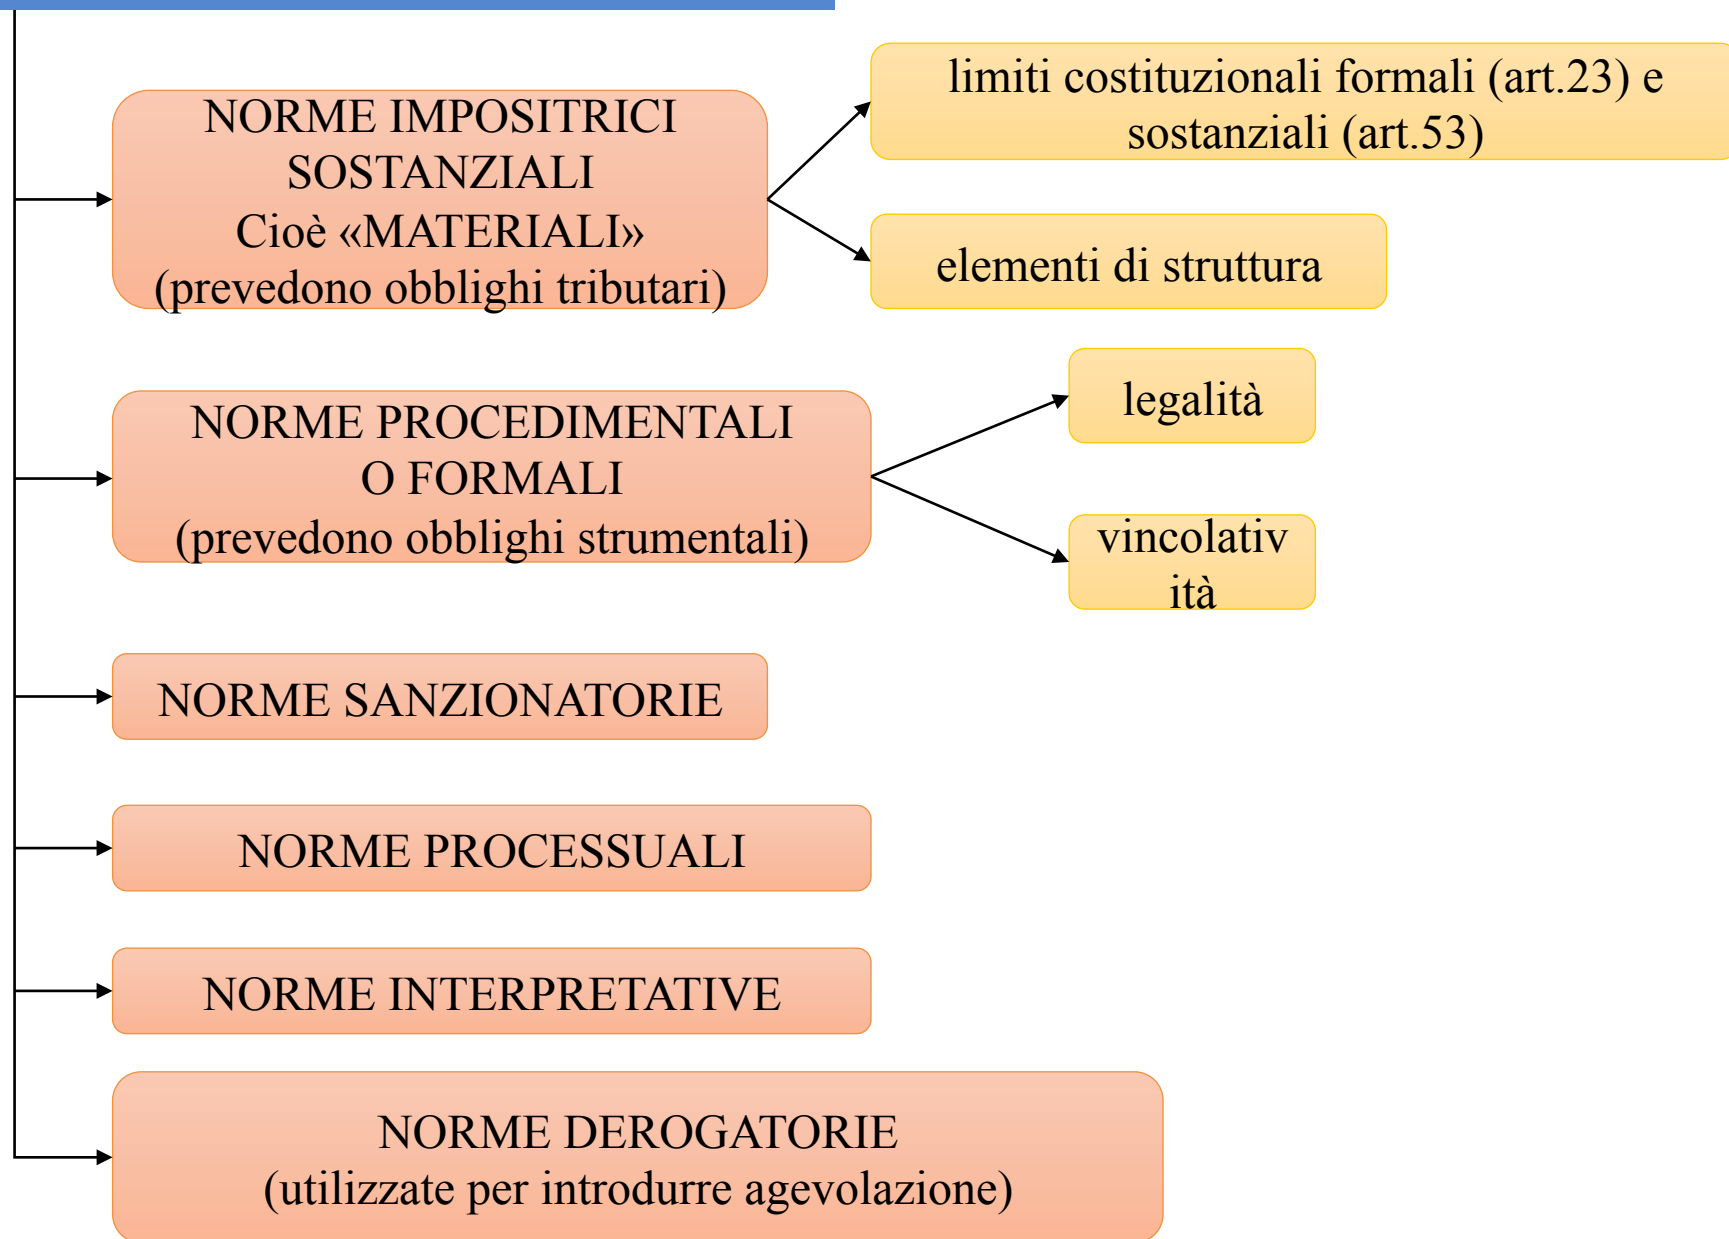 limiti costituzionali formali (art.23) e
sostanziali (art.53)
NORME IMPOSITRICI
SOSTANZIALI
Cioè «MATERIALI»
(prevedono obblighi tributari)
elementi di struttura
legalità
NORME PROCEDIMENTALI
O FORMALI
(prevedono obblighi strumentali)
vincolativ
ità
NORME SANZIONATORIE
NORME PROCESSUALI
NORME INTERPRETATIVE
NORME DEROGATORIE
(utilizzate per introdurre agevolazione)